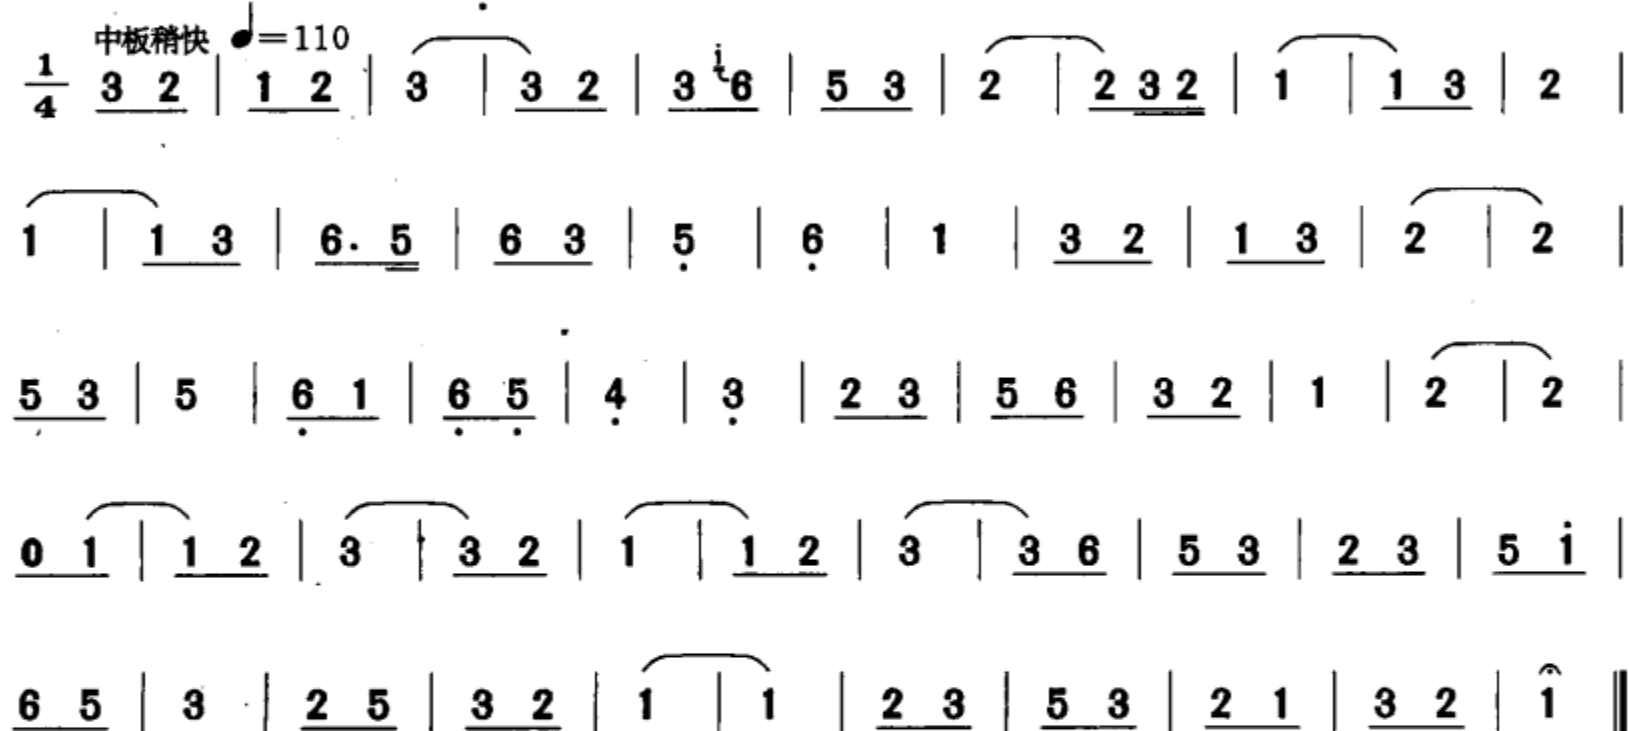 中板稍快 ♩=110
1/4 3 2 | 1 2 | 3 | 3 2 | 3 i 6 | 5 3 | 2 | 2 3 2 | 1 | 1 3 | 2 |
1 | 1 3 | 6. 5 | 6 3 | 5̣ | 6̣ | 1 | 3 2 | 1 3 | 2 | 2 |
5 3 | 5 | 6̣ 1 | 6̣ 5̣ | 4̣ | 3̣ | 2 3 | 5 6 | 3 2 | 1 | 2 | 2 |
0 1 | 1 2 | 3 | 3 2 | 1 | 1 2 | 3 | 3 6 | 5 3 | 2 3 | 5 i |
6 5 | 3 | 2 5 | 3 2 | 1 | 1 | 2 3 | 5 3 | 2 1 | 3 2 | 1 ‖